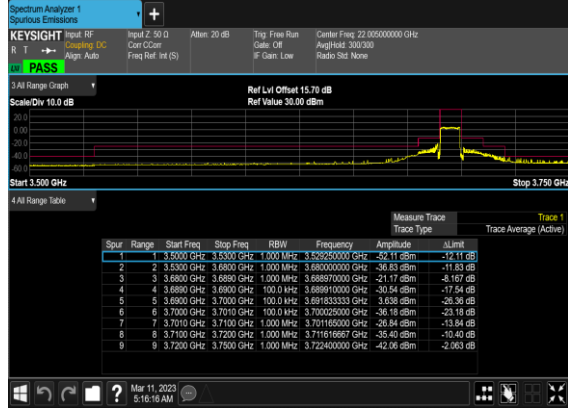 Spectrum Analyzer 1
Spurious Emissions
+
KEYSIGHT Input: RF Input Z: 50 Ω Atten: 20 dB Trig: Free Run Center Freq: 22.005000000 GHz
R T Coupling: DC Corr CCorr Gate: Off Avg|Hold: 300/300
Align: Auto Freq Ref: Int (S) IF Gain: Low Radio Std: None
PASS
3 All Range Graph
Ref Lvl Offset 15.70 dB
Scale/Div 10.0 dB Ref Value 30.00 dBm
20.0
0.00
-20.0
-40.0
-60.0
Start 3.500 GHz Stop 3.750 GHz
4 All Range Table
Measure Trace Trace 1
Trace Type Trace Average (Active)
Spur Range Start Freq Stop Freq RBW Frequency Amplitude ΔLimit
1 1 3.5000 GHz 3.5300 GHz 1.000 MHz 3.529250000 GHz -52.11 dBm -12.11 dB
2 2 3.5300 GHz 3.6800 GHz 1.000 MHz 3.680000000 GHz -36.83 dBm -11.83 dB
3 3 3.6800 GHz 3.6890 GHz 1.000 MHz 3.688970000 GHz -21.17 dBm -8.167 dB
4 4 3.6890 GHz 3.6900 GHz 100.0 kHz 3.689910000 GHz -30.54 dBm -17.54 dB
5 5 3.6900 GHz 3.7000 GHz 100.0 kHz 3.691833333 GHz 3.638 dBm -26.36 dB
6 6 3.7000 GHz 3.7010 GHz 100.0 kHz 3.700025000 GHz -36.18 dBm -23.18 dB
7 7 3.7010 GHz 3.7100 GHz 1.000 MHz 3.701165000 GHz -26.84 dBm -13.84 dB
8 8 3.7100 GHz 3.7200 GHz 1.000 MHz 3.711616667 GHz -35.40 dBm -10.40 dB
9 9 3.7200 GHz 3.7500 GHz 1.000 MHz 3.722400000 GHz -42.06 dBm -2.063 dB
? Mar 11, 2023
5:16:16 AM